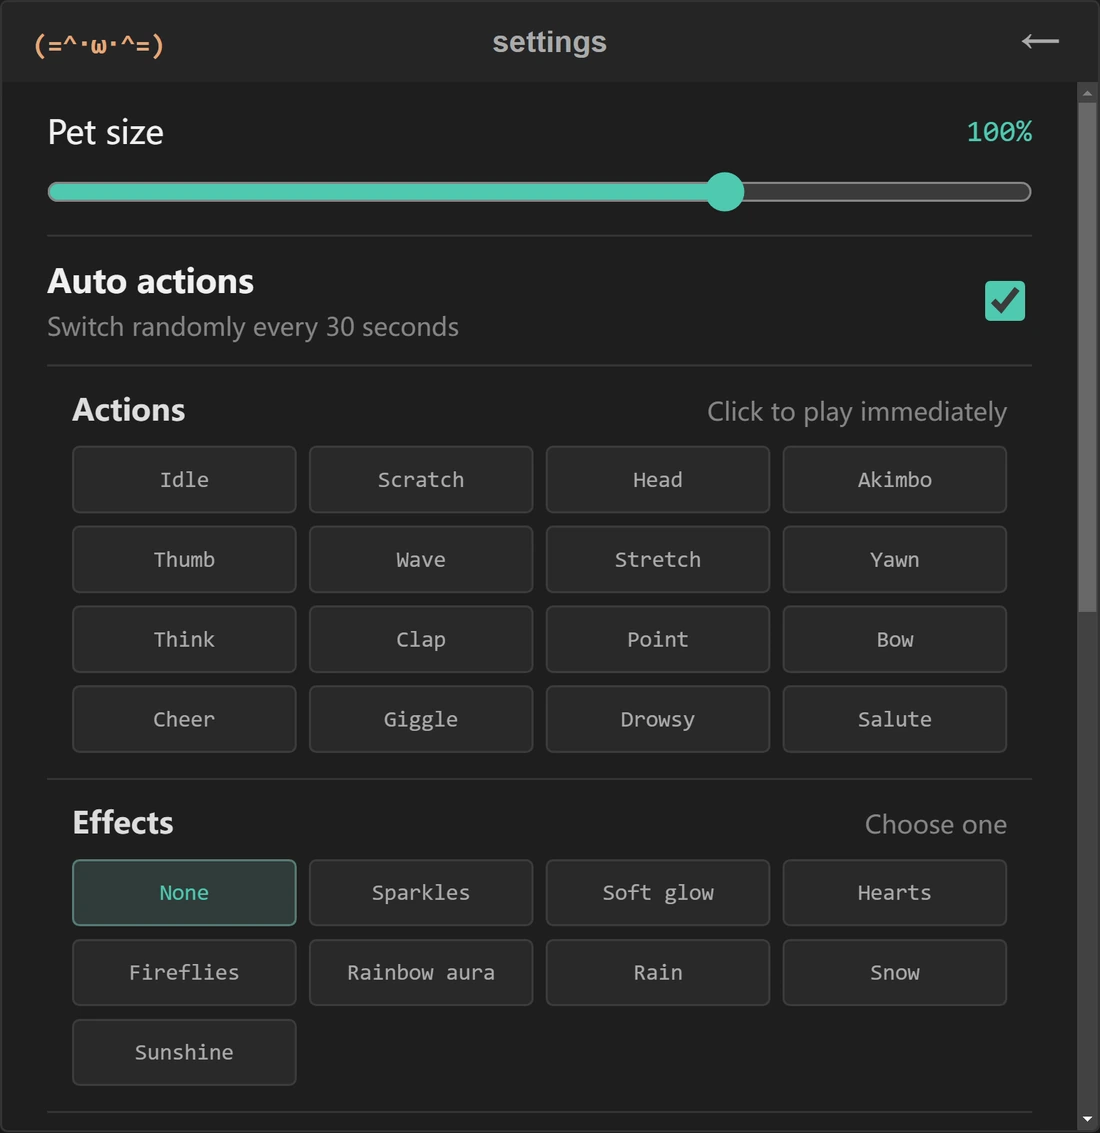 (=^·ω·^=)
settings
←
Pet size
100%
Auto actions
Switch randomly every 30 seconds
Actions
Click to play immediately
Idle
Scratch
Head
Akimbo
Thumb
Wave
Stretch
Yawn
Think
Clap
Point
Bow
Cheer
Giggle
Drowsy
Salute
Effects
Choose one
None
Sparkles
Soft glow
Hearts
Fireflies
Rainbow aura
Rain
Snow
Sunshine